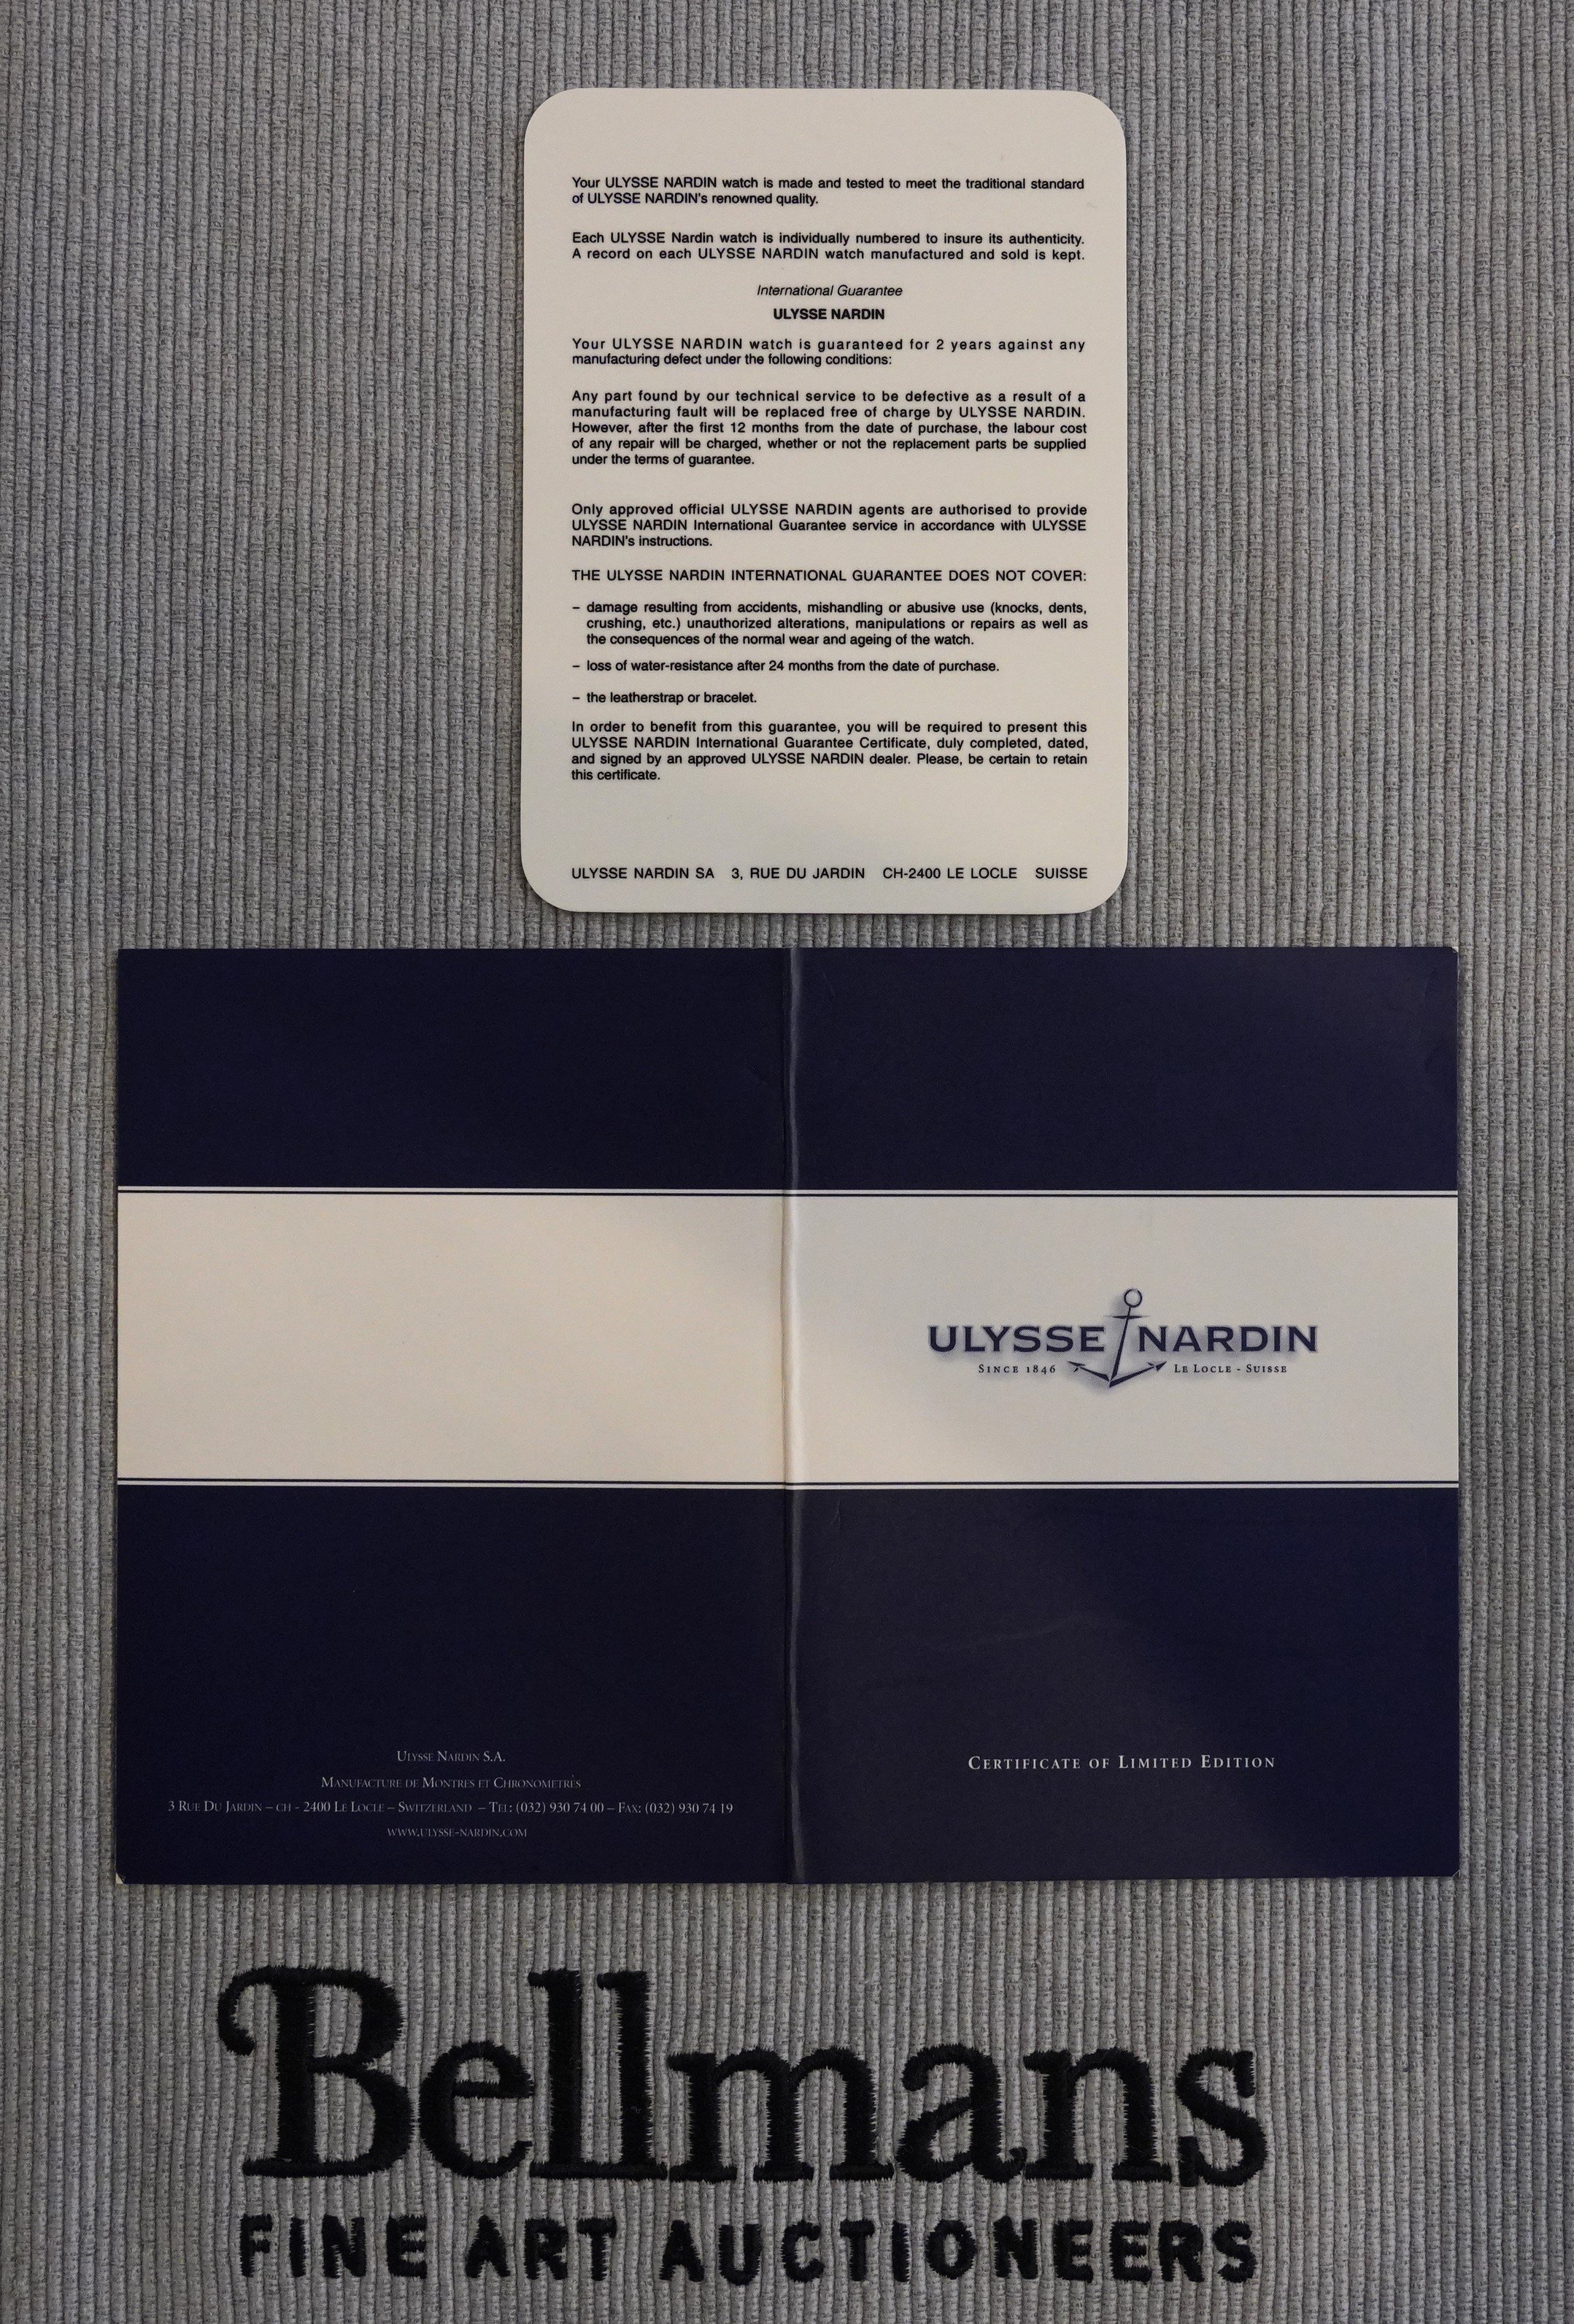 Your ULYSSE NARDIN watch is made and tested to meet the traditional standard
of ULYSSE NARDIN's renowned quality.
Each ULYSSE Nardin watch is individually numbered to insure its authenticity.
A record on each ULYSSE NARDIN watch manufactured and sold is kept.
International Guarantee
ULYSSE NARDIN
Your ULYSSE NARDIN watch is guaranteed for 2 years against any
manufacturing defect under the following conditions:
Any part found by our technical service to be defective as a result of a
manufacturing fault will be replaced free of charge by ULYSSE NARDIN.
However, after the first 12 months from the date of purchase, the labour cost
of any repair will be charged, whether or not the replacement parts be supplied
under the terms of guarantee.
Only approved official ULYSSE NARDIN agents are authorised to provide
ULYSSE NARDIN International Guarantee service in accordance with ULYSSE
NARDIN's instructions.
THE ULYSSE NARDIN INTERNATIONAL GUARANTEE DOES NOT COVER:
– damage resulting from accidents, mishandling or abusive use (knocks, dents,
crushing, etc.) unauthorized alterations, manipulations or repairs as well as
the consequences of the normal wear and ageing of the watch.
– loss of water-resistance after 24 months from the date of purchase.
– the leatherstrap or bracelet.
In order to benefit from this guarantee, you will be required to present this
ULYSSE NARDIN International Guarantee Certificate, duly completed, dated,
and signed by an approved ULYSSE NARDIN dealer. Please, be certain to retain
this certificate.
ULYSSE NARDIN SA 3, RUE DU JARDIN CH-2400 LE LOCLE SUISSE
ULYSSE NARDIN
SINCE 1846 LE LOCLE - SUISSE
ULYSSE NARDIN S.A.
MANUFACTURE DE MONTRES ET CHRONOMETRÈS
3 RUE DU JARDIN – CH - 2400 LE LOCLE – SWITZERLAND – TEL: (032) 930 74 00 – FAX: (032) 930 74 19
WWW.ULYSSE-NARDIN.COM
CERTIFICATE OF LIMITED EDITION
Bellmans
FINE ART AUCTIONEERS